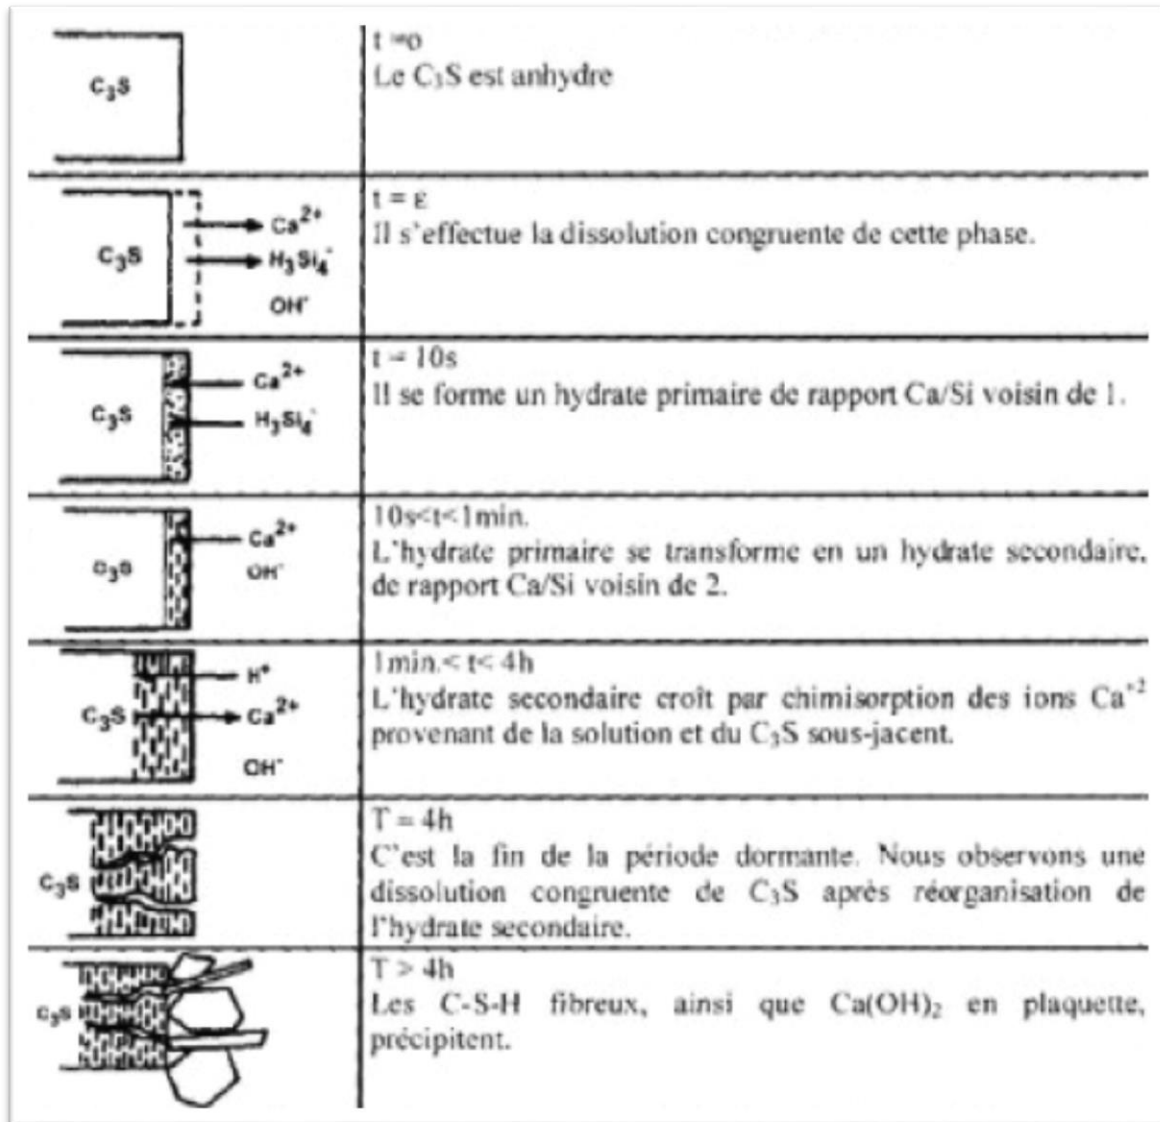 C₃S
t =o
Le C₃S est anhydre
C₃S
Ca²⁺
H₃Si₄⁻
OH⁻
t = ε
Il s'effectue la dissolution congruente de cette phase.
C₃S
Ca²⁺
H₃Si₄⁻
t = 10s
Il se forme un hydrate primaire de rapport Ca/Si voisin de 1.
C₃S
Ca²⁺
OH⁻
10s<t<1min.
L'hydrate primaire se transforme en un hydrate secondaire,
de rapport Ca/Si voisin de 2.
C₃S
H⁺
Ca²⁺
OH⁻
1min.< t< 4h
L'hydrate secondaire croît par chimisorption des ions Ca⁺²
provenant de la solution et du C₃S sous-jacent.
C₃S
T = 4h
C'est la fin de la période dormante. Nous observons une
dissolution congruente de C₃S après réorganisation de
l'hydrate secondaire.
C₃S
T > 4h
Les C-S-H fibreux, ainsi que Ca(OH)₂ en plaquette,
précipitent.